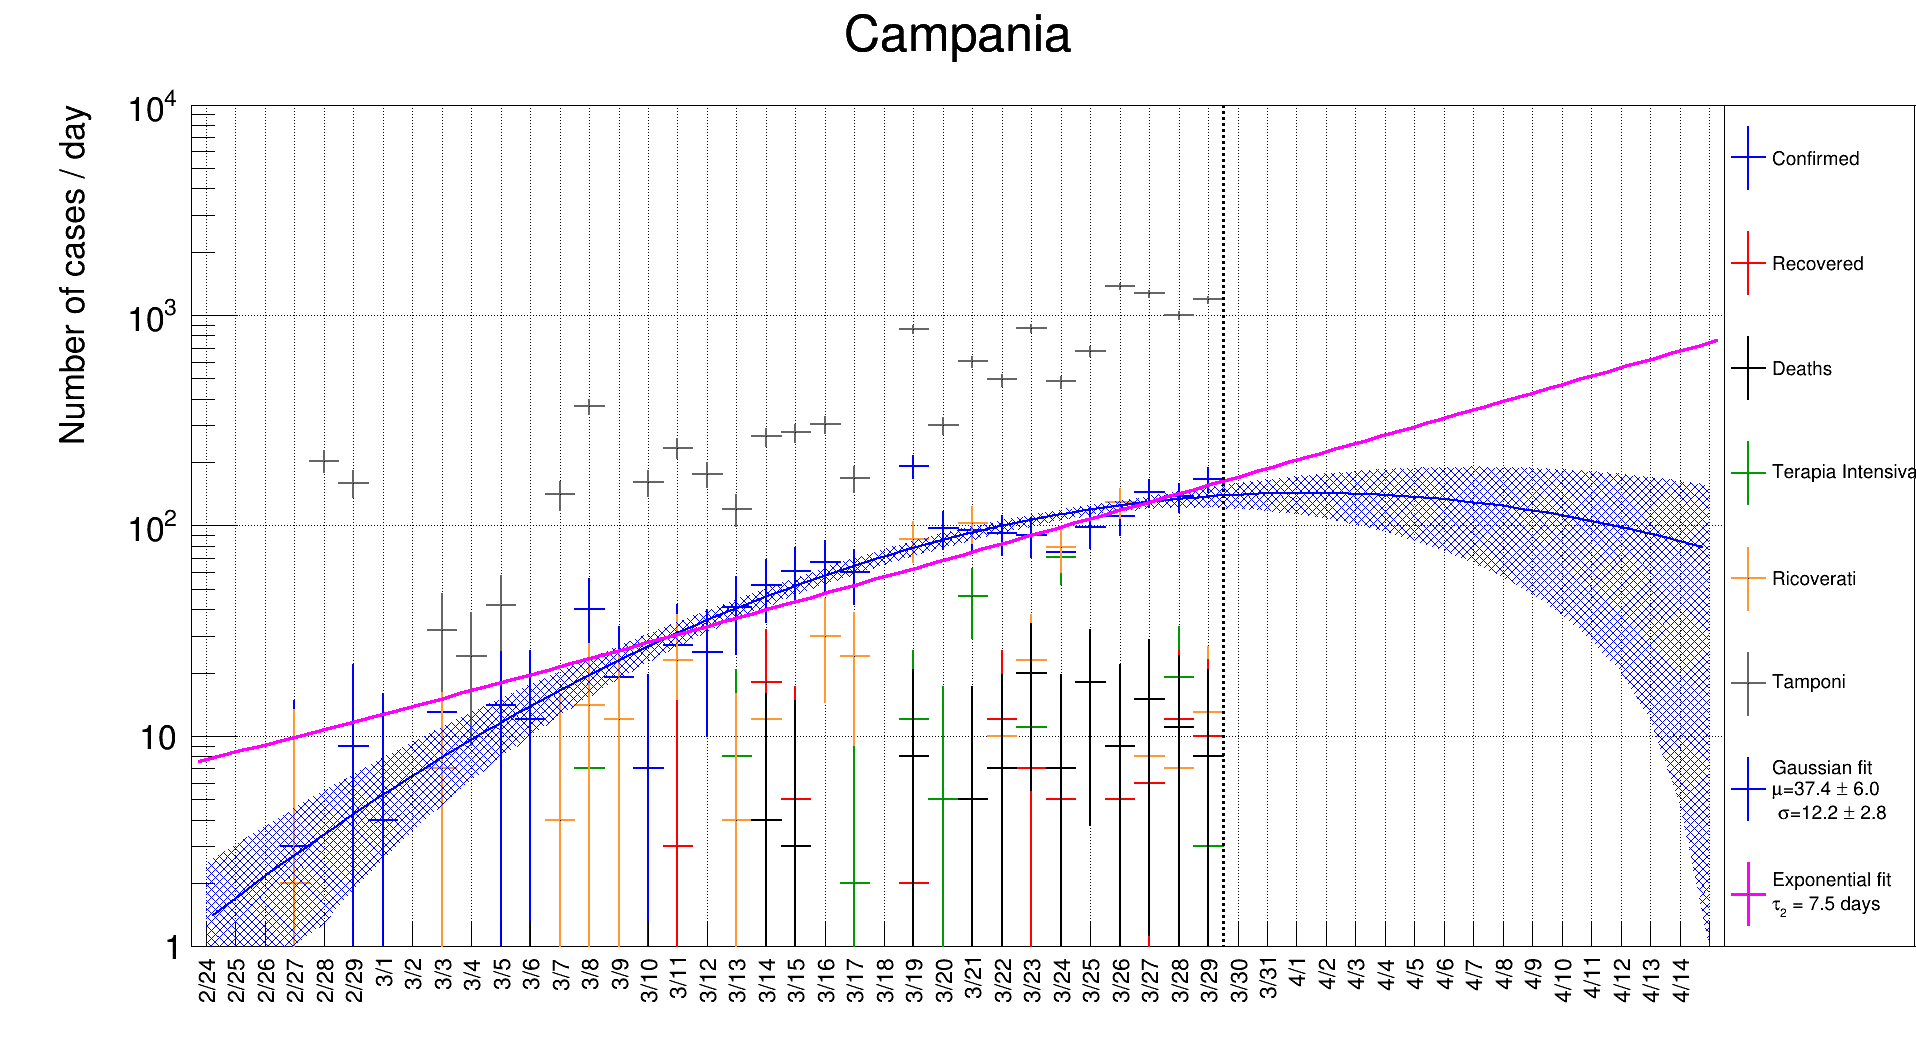 Campania
Number of cases / day
10⁴
10³
10²
10
1
2/24 2/25 2/26 2/27 2/28 2/29 3/1 3/2 3/3 3/4 3/5 3/6 3/7 3/8 3/9 3/10 3/11 3/12 3/13 3/14 3/15 3/16 3/17 3/18 3/19 3/20 3/21 3/22 3/23 3/24 3/25 3/26 3/27 3/28 3/29 3/30 3/31 4/1 4/2 4/3 4/4 4/5 4/6 4/7 4/8 4/9 4/10 4/11 4/12 4/13 4/14
Confirmed
Recovered
Deaths
Terapia Intensiva
Ricoverati
Tamponi
Gaussian fit
μ=37.4 ± 6.0
σ=12.2 ± 2.8
Exponential fit
τ₂ = 7.5 days